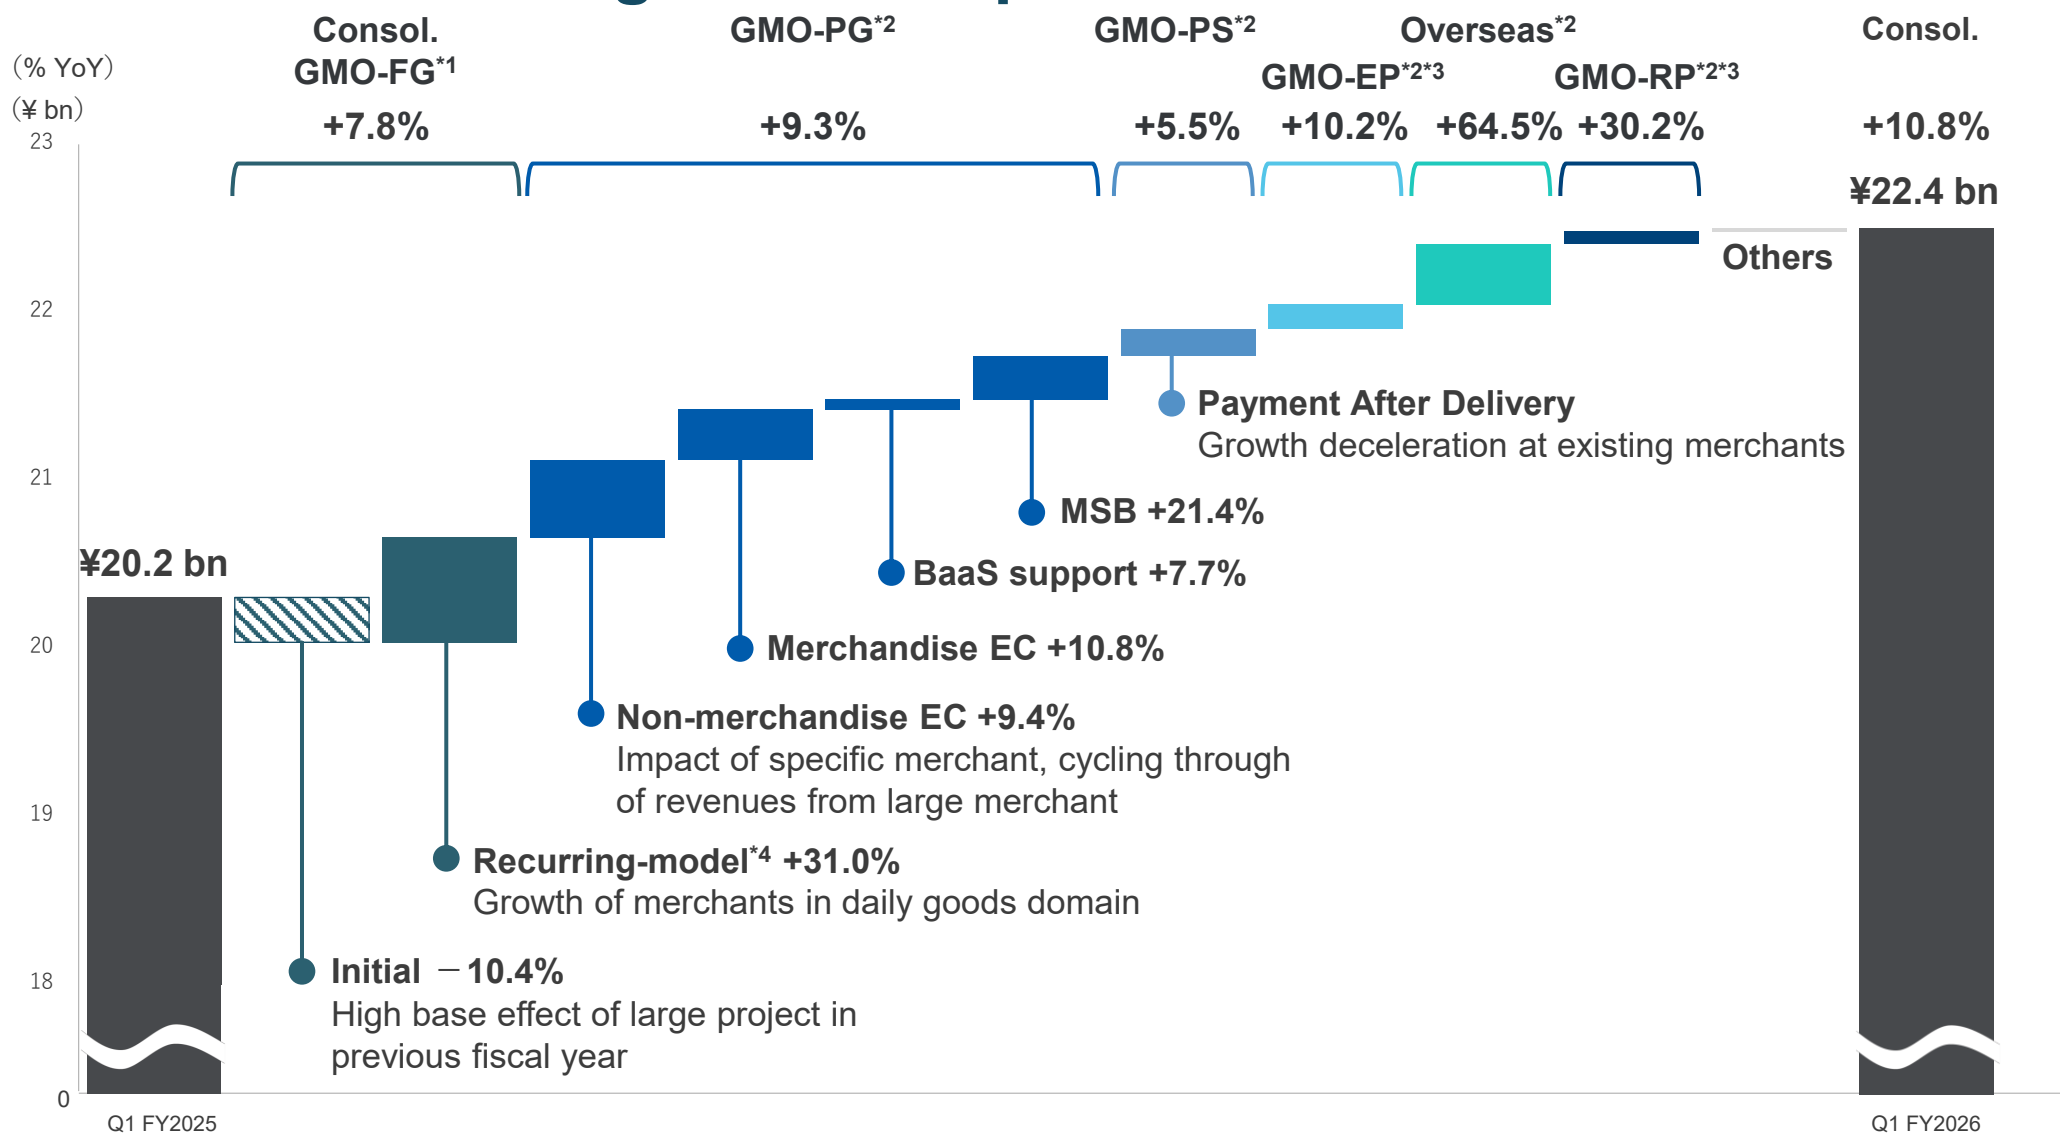 Consol.
GMO-FG*1
GMO-PG*2
GMO-PS*2
GMO-EP*2*3
Overseas*2
GMO-RP*2*3
Consol.
（% YoY）
（¥ bn）
+7.8%
+9.3%
+5.5%
+10.2%
+64.5%
+30.2%
+10.8%
23
22
21
20
19
18
0
¥20.2 bn
¥22.4 bn
Others
Payment After Delivery
Growth deceleration at existing merchants
MSB +21.4%
BaaS support +7.7%
Merchandise EC +10.8%
Non-merchandise EC +9.4%
Impact of specific merchant, cycling through
of revenues from large merchant
Recurring-model*4 +31.0%
Growth of merchants in daily goods domain
Initial －10.4%
High base effect of large project in
previous fiscal year
Q1 FY2025
Q1 FY2026